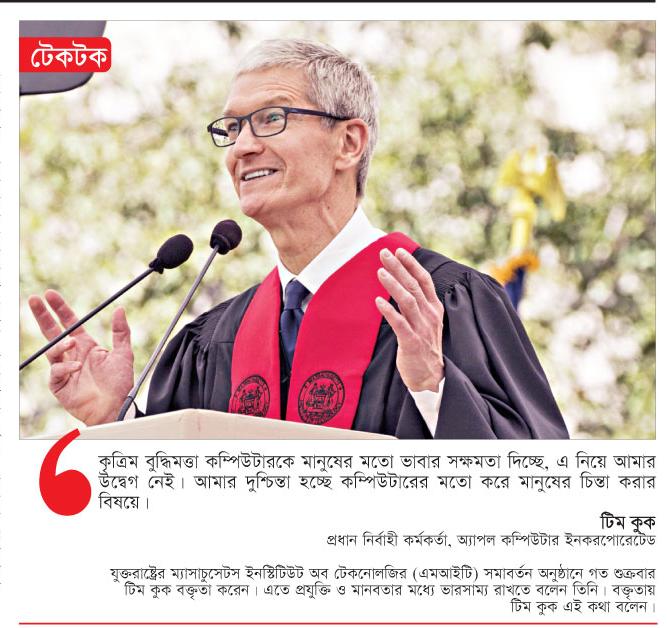 টেকটক
কৃত্রিম বুদ্ধিমত্তা কম্পিউটারকে মানুষের মতো ভাবার সক্ষমতা দিচ্ছে, এ নিয়ে আমার
উদ্বেগ নেই। আমার দুশ্চিন্তা হচ্ছে কম্পিউটারের মতো করে মানুষের চিন্তা করার
বিষয়ে।
টিম কুক
প্রধান নির্বাহী কর্মকর্তা, অ্যাপল কম্পিউটার ইনকরপোরেটেড
যুক্তরাষ্ট্রের ম্যাসাচুসেটস ইনস্টিটিউট অব টেকনোলজির (এমআইটি) সমাবর্তন অনুষ্ঠানে গত শুক্রবার
টিম কুক বক্তৃতা করেন। এতে প্রযুক্তি ও মানবতার মধ্যে ভারসাম্য রাখতে বলেন তিনি। বক্তৃতায়
টিম কুক এই কথা বলেন।